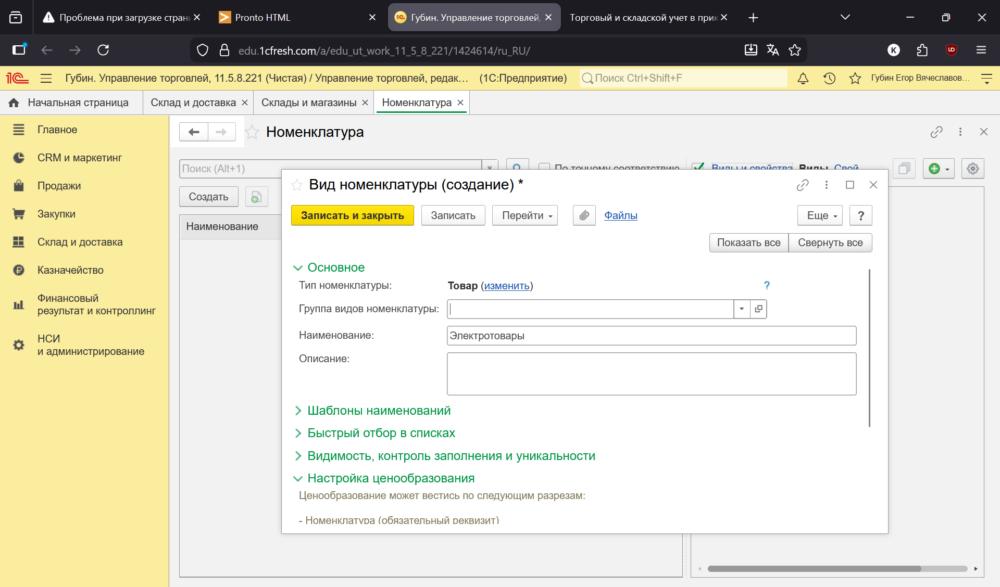 Проблема при загрузке стран
Pronto HTML
Губин. Управление торговлей,
Торговый и складской учет в прик
edu.1cfresh.com/a/edu_ut_work_11_5_8_221/1424614/ru_RU/
Губин. Управление торговлей, 11.5.8.221 (Чистая) / Управление торговлей, редак... (1С:Предприятие)
Поиск Ctrl+Shift+F
Губин Егор Вячеславов...
Начальная страница
Склад и доставка
Склады и магазины
Номенклатура
Главное
CRM и маркетинг
Продажи
Закупки
Склад и доставка
Казначейство
Финансовый
результат и контроллинг
НСИ
и администрирование
Номенклатура
Поиск (Alt+1)
По точному соответствию
Виды и свойства Виды Свой
Создать
Наименование
Вид номенклатуры (создание) *
Записать и закрыть
Записать
Перейти
Файлы
Еще
?
Показать все
Свернуть все
Основное
Тип номенклатуры:
Товар (изменить)
?
Группа видов номенклатуры:
Наименование:
Электротовары
Описание:
Шаблоны наименований
Быстрый отбор в списках
Видимость, контроль заполнения и уникальности
Настройка ценообразования
Ценообразование может вестись по следующим разрезам:
- Номенклатура (обязательный реквизит)